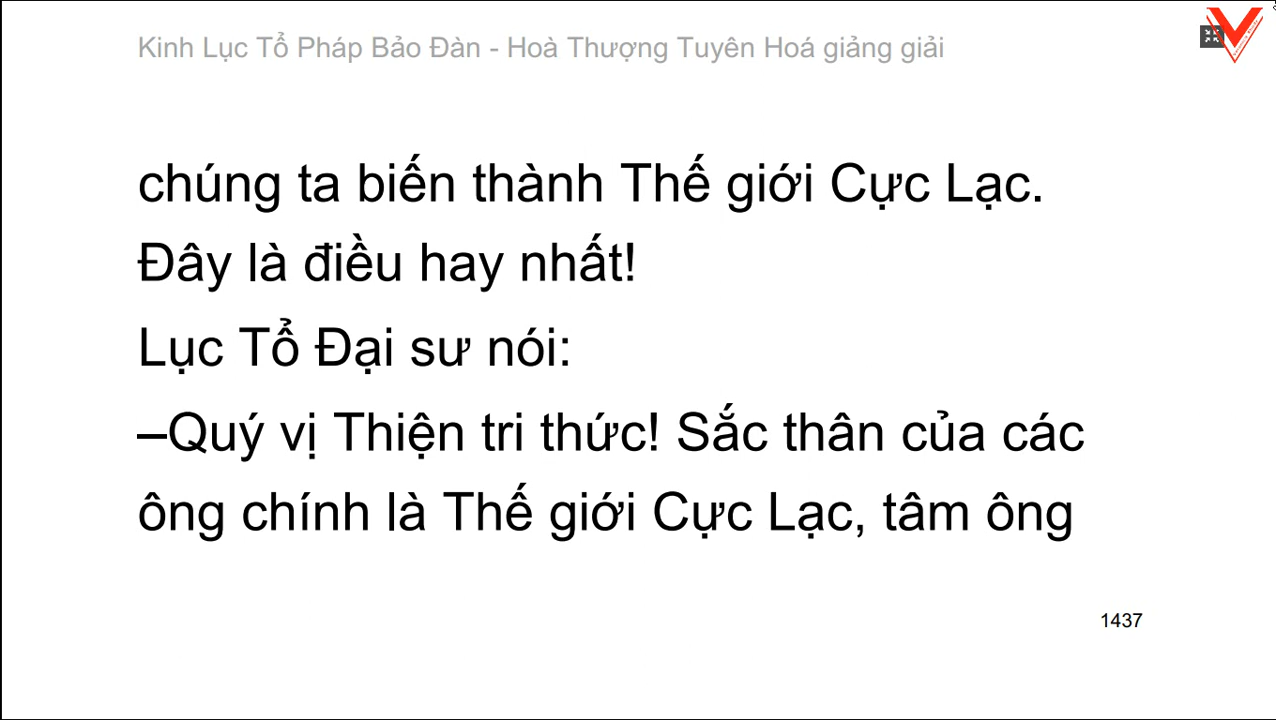 Kinh Lục Tổ Pháp Bảo Đàn - Hoà Thượng Tuyên Hoá giảng giải
chúng ta biến thành Thế giới Cực Lạc.
Đây là điều hay nhất!
Lục Tổ Đại sư nói:
–Quý vị Thiện tri thức! Sắc thân của các
ông chính là Thế giới Cực Lạc, tâm ông
1437